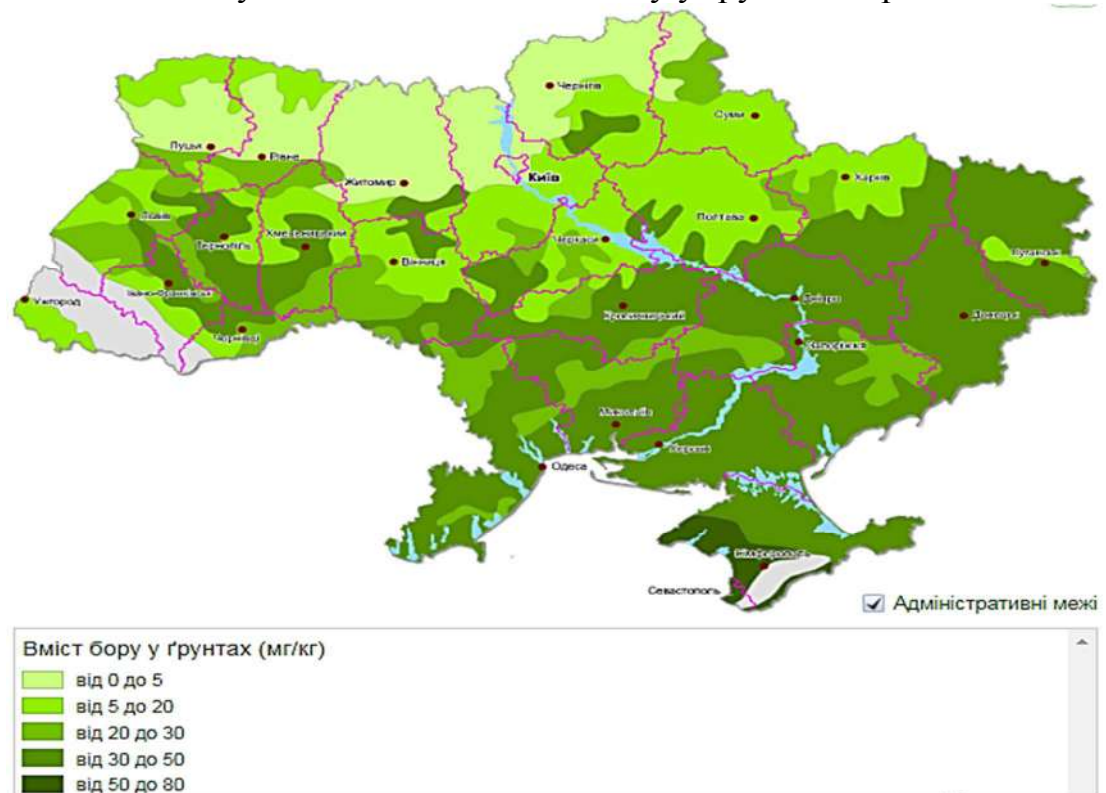 Чернігів
Суми
Луцьк
Рівне
Київ
Харків
Житомир
Львів
Полтава
Тернопіль
Хмельницький
Черкаси
Вінниця
Луганськ
Івано-Франківськ
Ужгород
Дніпро
Кропивницький
Донецьк
Чернівці
Запоріжжя
Миколаїв
Херсон
Одеса
Сімферополь
Севастополь
Адміністративні межі
Вміст бору у ґрунтах (мг/кг)
від 0 до 5
від 5 до 20
від 20 до 30
від 30 до 50
від 50 до 80